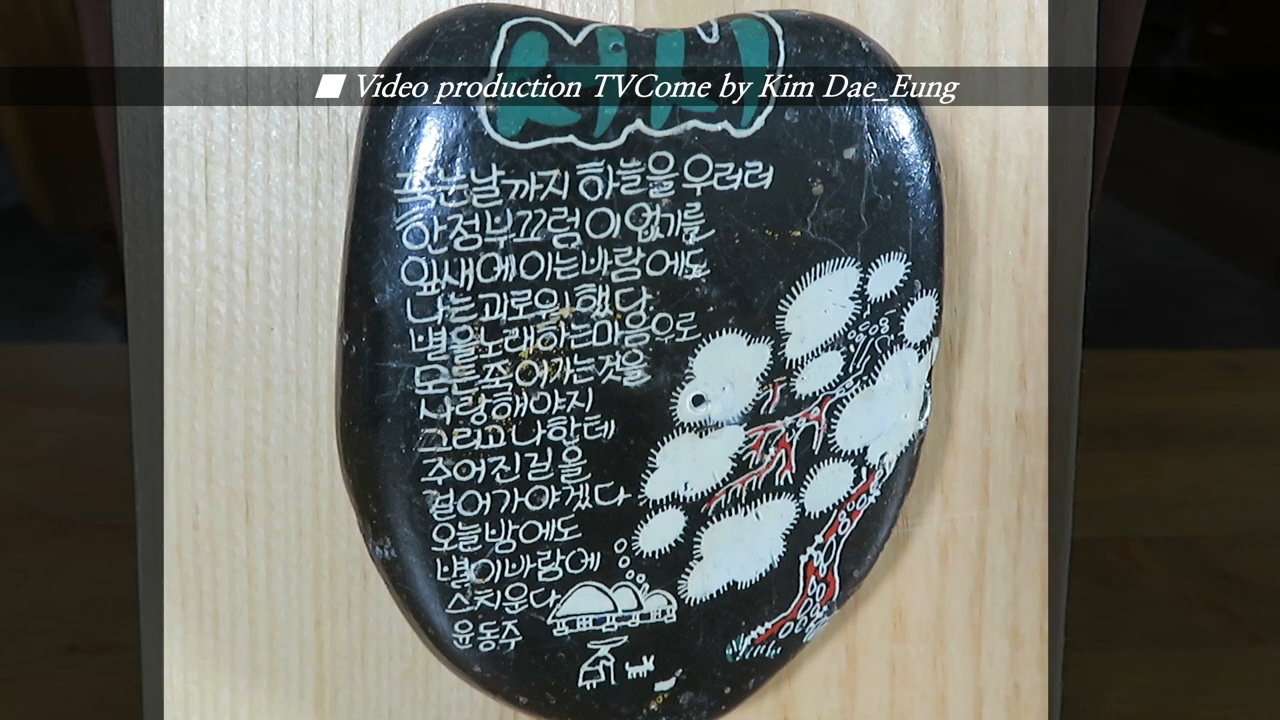 서시
■ Video production TVCome by Kim Dae_Eung
죽는날까지 하늘을우러러
한정부끄럼이없기를
잎새에이는바람에도
나는괴로워했다
별을노래하는마음으로
모든죽어가는것을
사랑해야지
그리고나한테
주어진길을
걸어가야겠다
오늘밤에도
별이바람에
스치운다
윤동주